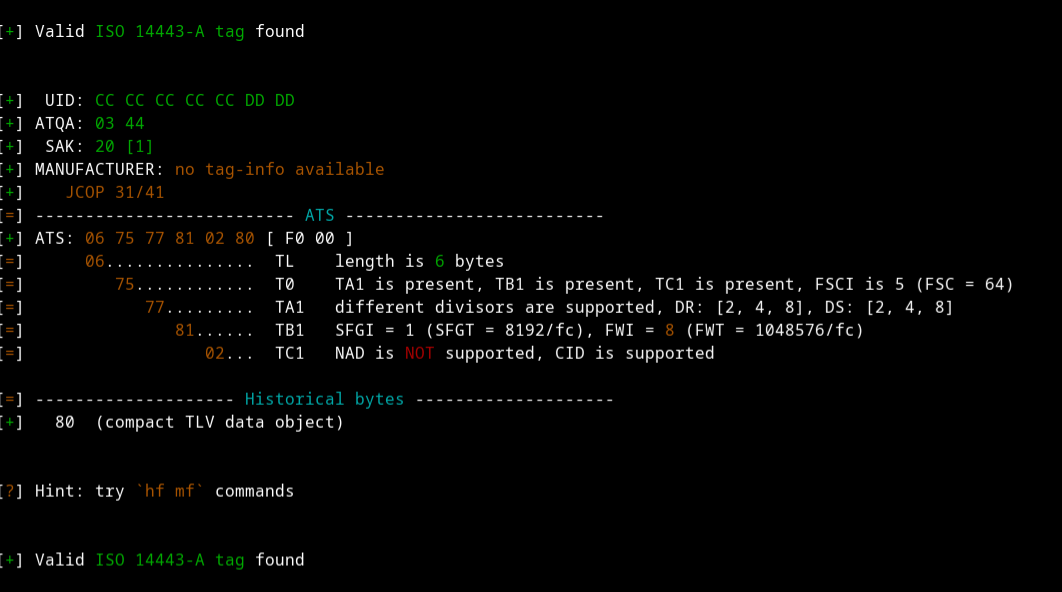 [+] Valid ISO 14443-A tag found
[+]  UID: CC CC CC CC CC DD DD
[+] ATQA: 03 44
[+]  SAK: 20 [1]
[+] MANUFACTURER: no tag-info available
[+]    JCOP 31/41
[=] -------------------------- ATS --------------------------
[+] ATS: 06 75 77 81 02 80 [ F0 00 ]
[=]      06...............  TL    length is 6 bytes
[=]         75............  T0    TA1 is present, TB1 is present, TC1 is present, FSCI is 5 (FSC = 64)
[=]            77.........  TA1   different divisors are supported, DR: [2, 4, 8], DS: [2, 4, 8]
[=]               81......  TB1   SFGI = 1 (SFGT = 8192/fc), FWI = 8 (FWT = 1048576/fc)
[=]                  02...  TC1   NAD is NOT supported, CID is supported
[=] -------------------- Historical bytes --------------------
[+]   80  (compact TLV data object)
[?] Hint: try `hf mf` commands
[+] Valid ISO 14443-A tag found